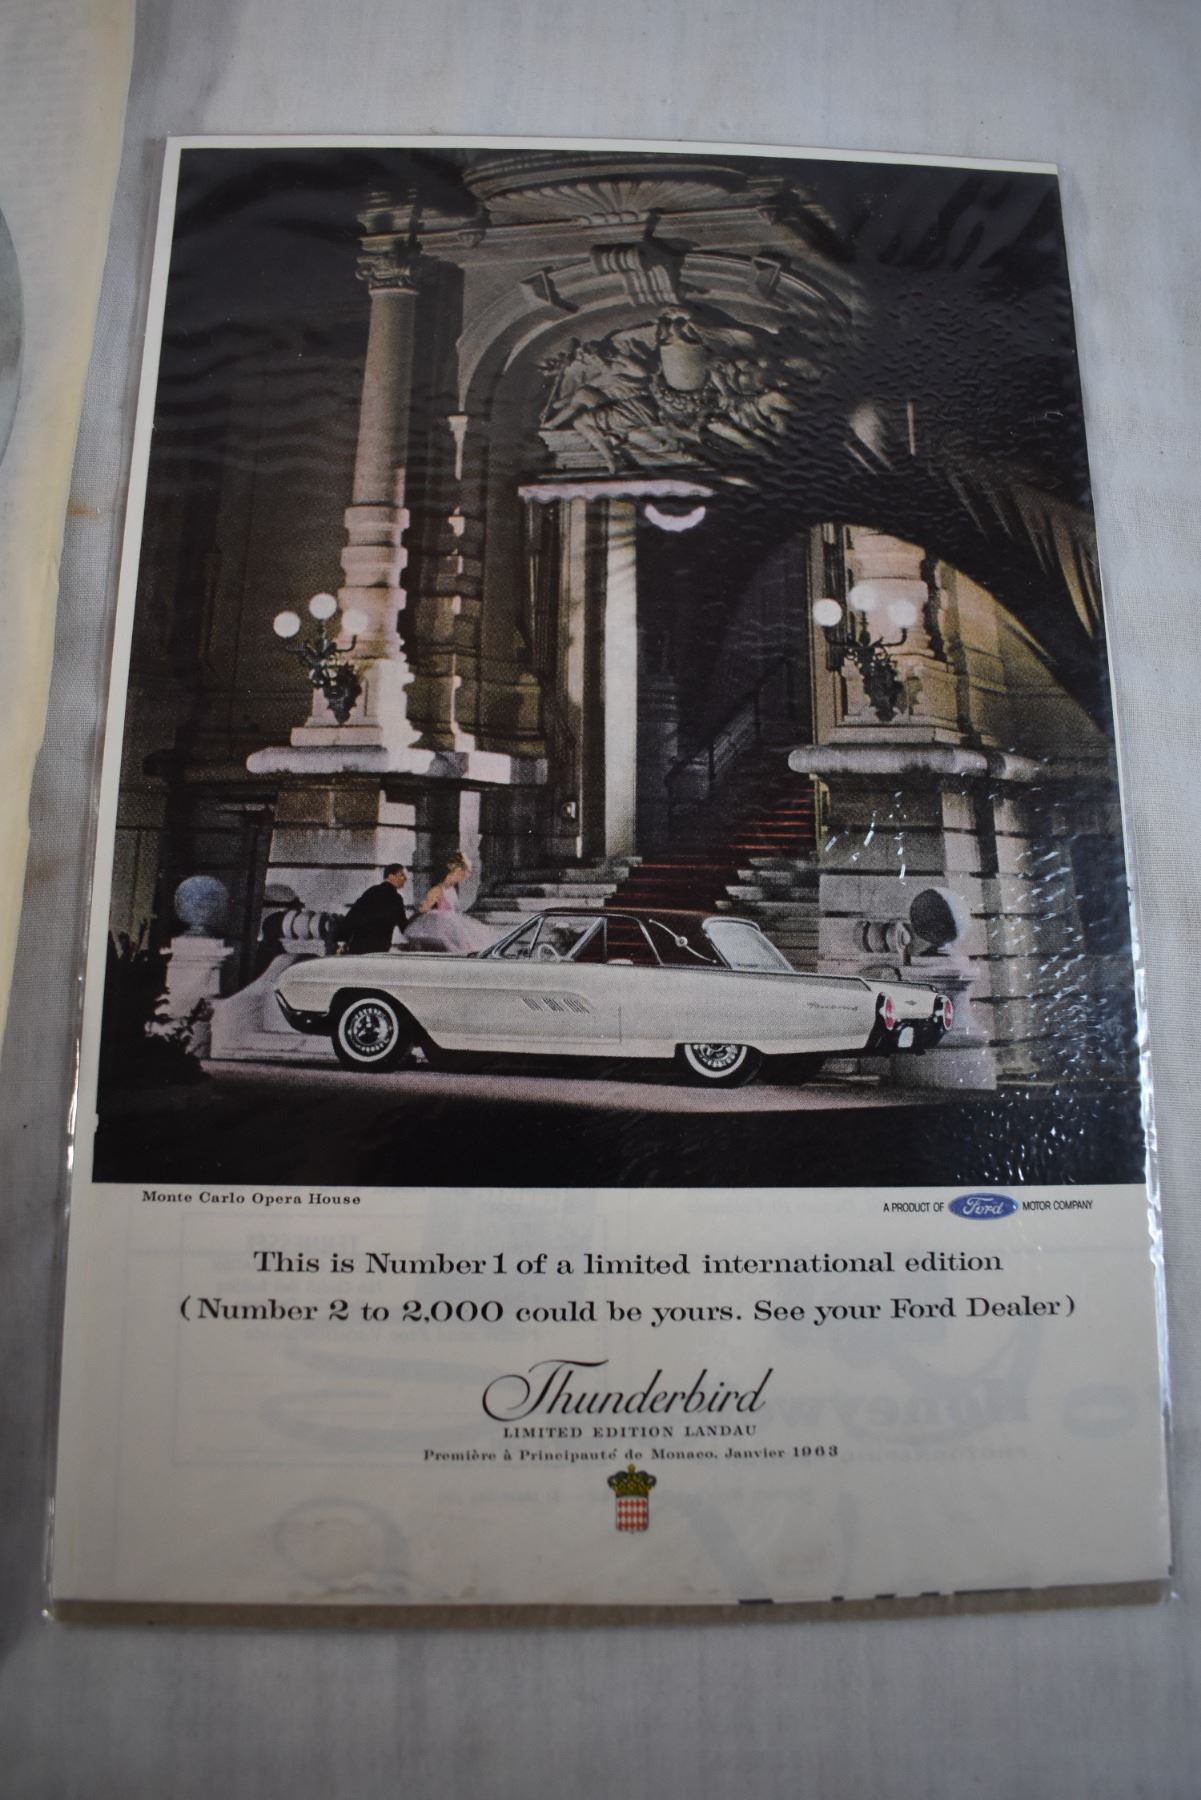 Monte Carlo Opera House
A PRODUCT OF Ford MOTOR COMPANY
This is Number 1 of a limited international edition
(Number 2 to 2,000 could be yours. See your Ford Dealer)
Thunderbird
LIMITED EDITION LANDAU
Première à Principauté de Monaco, Janvier 1963